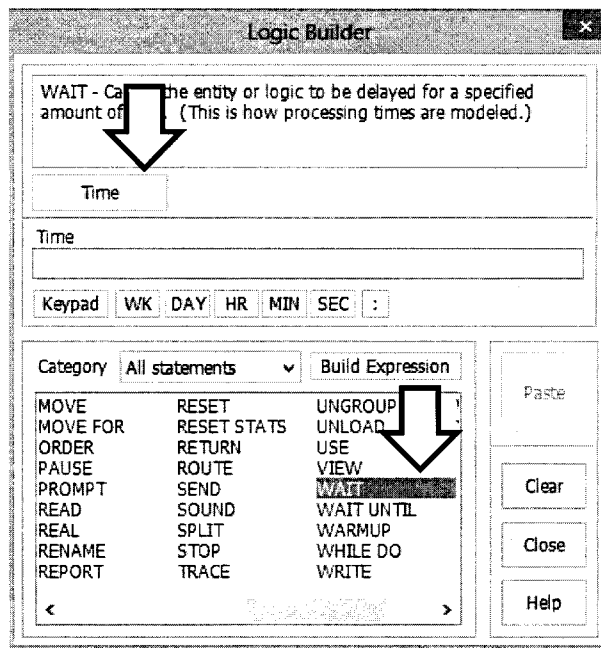 Logic Builder
WAIT - Ca the entity or logic to be delayed for a specified
amount of (This is how processing times are modeled.)
Time
Time
Keypad WK DAY HR MIN SEC :
Category All statements Build Expression
MOVE RESET UNGROUP
MOVE FOR RESET STATS UNLOAD
ORDER RETURN USE
PAUSE ROUTE VIEW
PROMPT SEND WAIT
READ SOUND WAIT UNTIL
REAL SPLIT WARMUP
RENAME STOP WHILE DO
REPORT TRACE WRITE
Paste
Clear
Close
Help